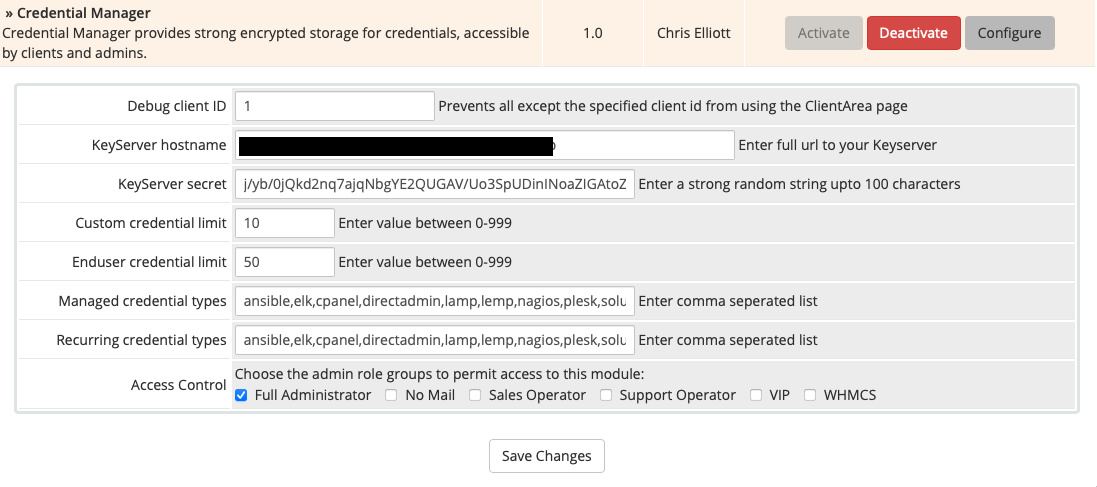 » Credential Manager
Credential Manager provides strong encrypted storage for credentials, accessible by clients and admins.
1.0
Chris Elliott
Activate
Deactivate
Configure
Debug client ID 1 Prevents all except the specified client id from using the ClientArea page
KeyServer hostname Enter full url to your Keyserver
KeyServer secret j/yb/0jQkd2nq7ajqNbgYE2QUGAV/Uo3SpUDinINoaZIGAtoZ Enter a strong random string upto 100 characters
Custom credential limit 10 Enter value between 0-999
Enduser credential limit 50 Enter value between 0-999
Managed credential types ansible,elk,cpanel,directadmin,lamp,lemp,nagios,plesk,solu Enter comma seperated list
Recurring credential types ansible,elk,cpanel,directadmin,lamp,lemp,nagios,plesk,solu Enter comma seperated list
Access Control
Choose the admin role groups to permit access to this module:
Full Administrator No Mail Sales Operator Support Operator VIP WHMCS
Save Changes